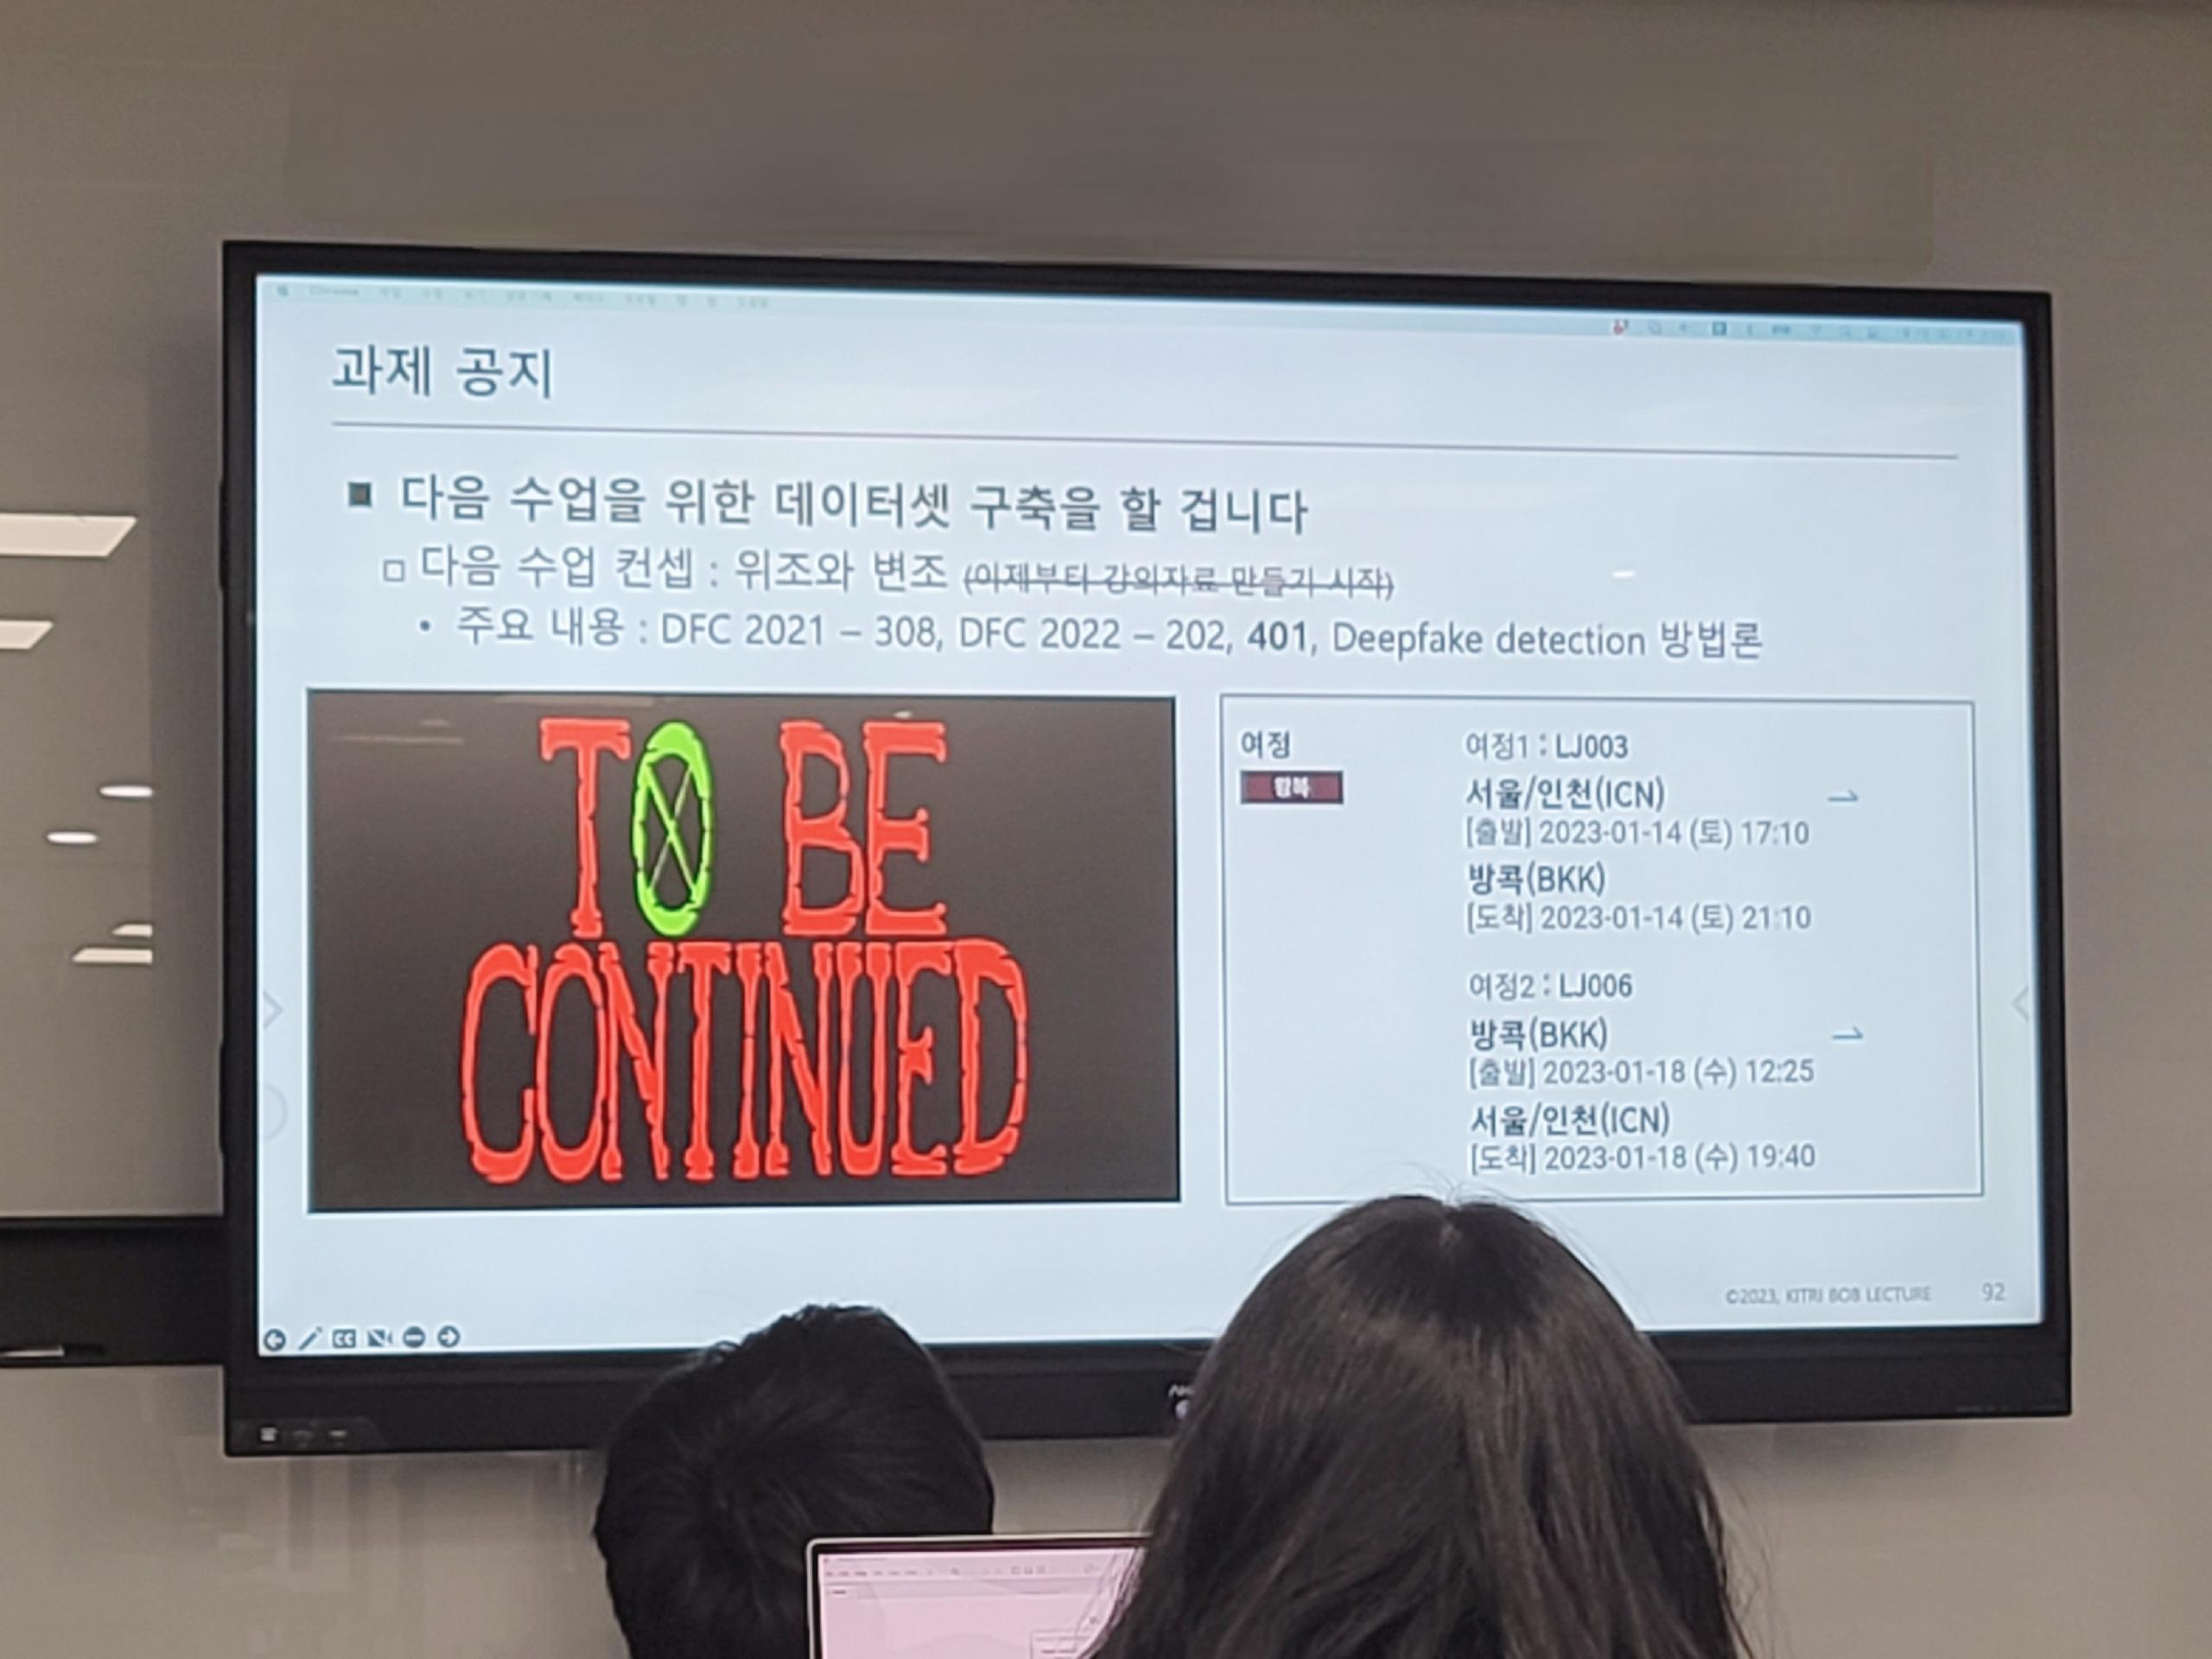 과제 공지
■ 다음 수업을 위한 데이터셋 구축을 할 겁니다
□ 다음 수업 컨셉 : 위조와 변조 (이제부터 강의자료 만들기 시작)
• 주요 내용 : DFC 2021 – 308, DFC 2022 – 202, 401, Deepfake detection 방법론
TO BE
CONTINUED
여정
왕복
여정1 : LJ003
서울/인천(ICN)
[출발] 2023-01-14 (토) 17:10
방콕(BKK)
[도착] 2023-01-14 (토) 21:10
여정2 : LJ006
방콕(BKK)
[출발] 2023-01-18 (수) 12:25
서울/인천(ICN)
[도착] 2023-01-18 (수) 19:40
©2023, KITRI BOB LECTURE 92